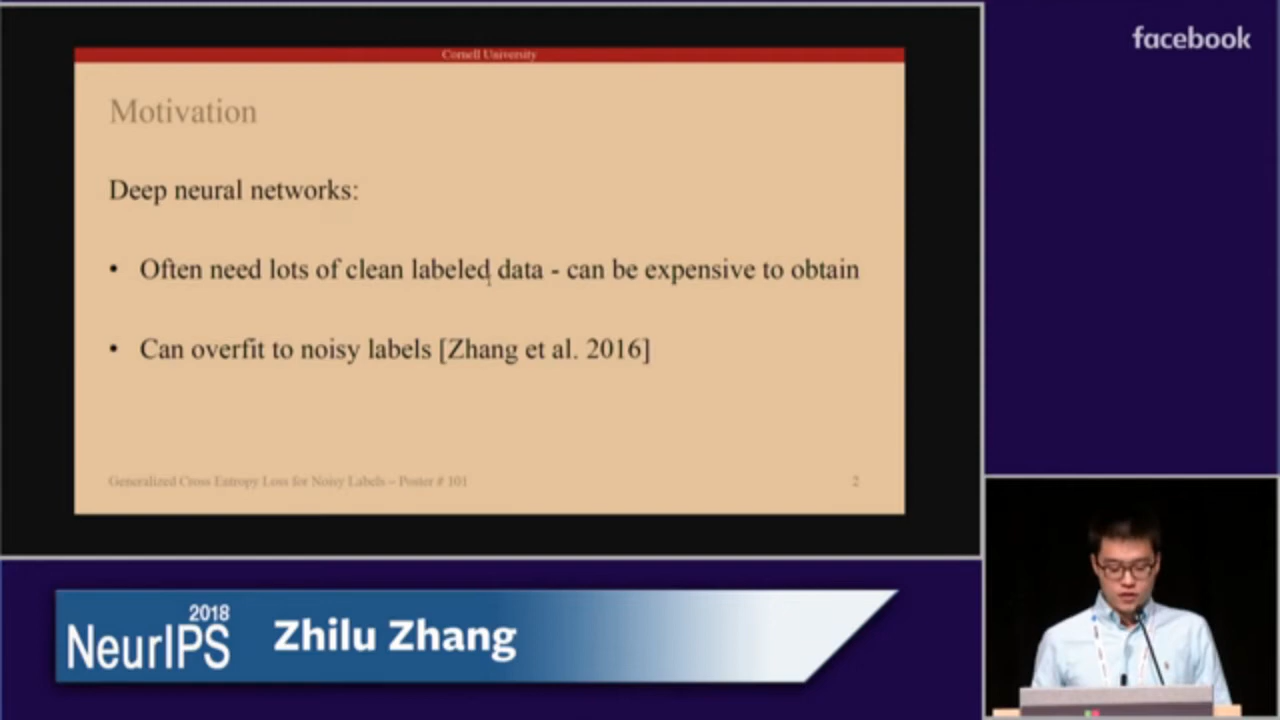 facebook
Cornell University
Motivation
Deep neural networks:
• Often need lots of clean labeled data - can be expensive to obtain
• Can overfit to noisy labels [Zhang et al. 2016]
Generalized Cross Entropy Loss for Noisy Labels – Poster # 101
2
2018
NeurIPS
Zhilu Zhang